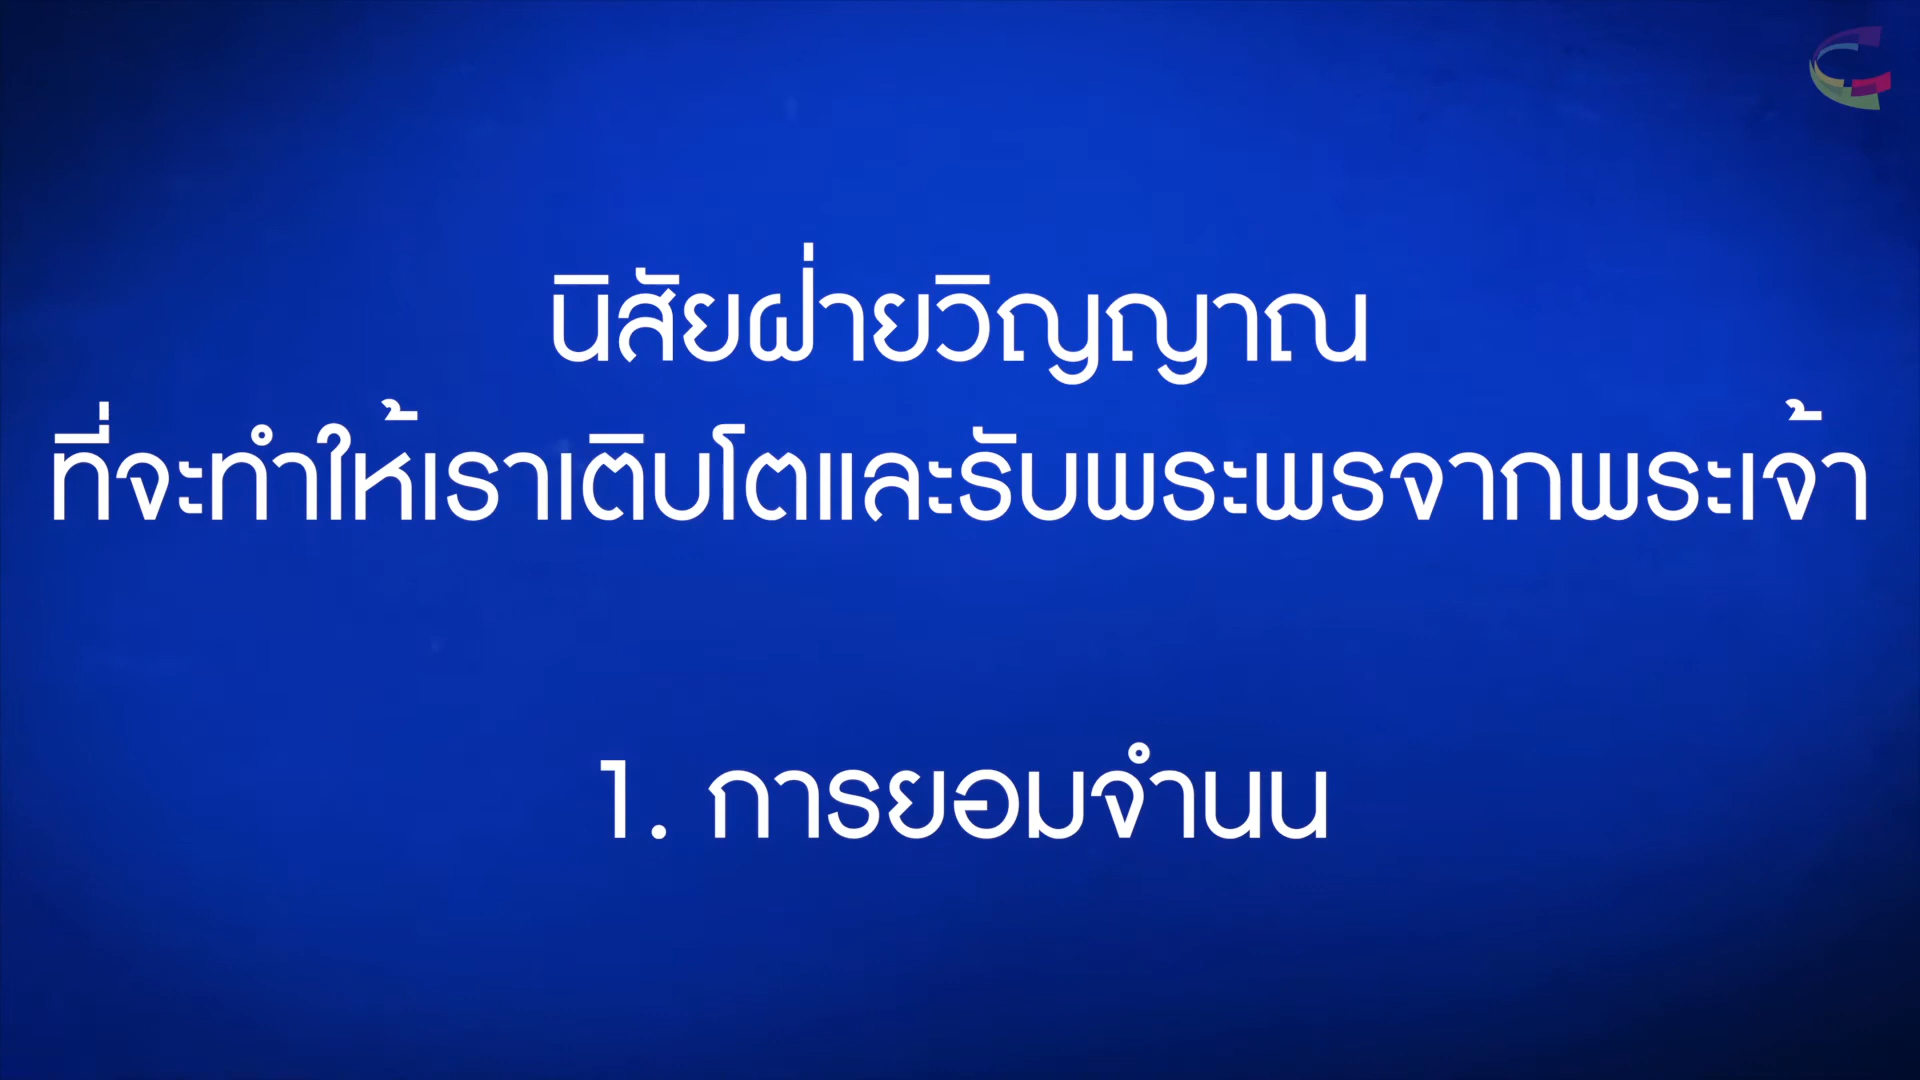 นิสัยฝ่ายวิญญาณ
ที่จะทำให้เราเติบโตและรับพระพรจากพระเจ้า
1. การยอมจำนน